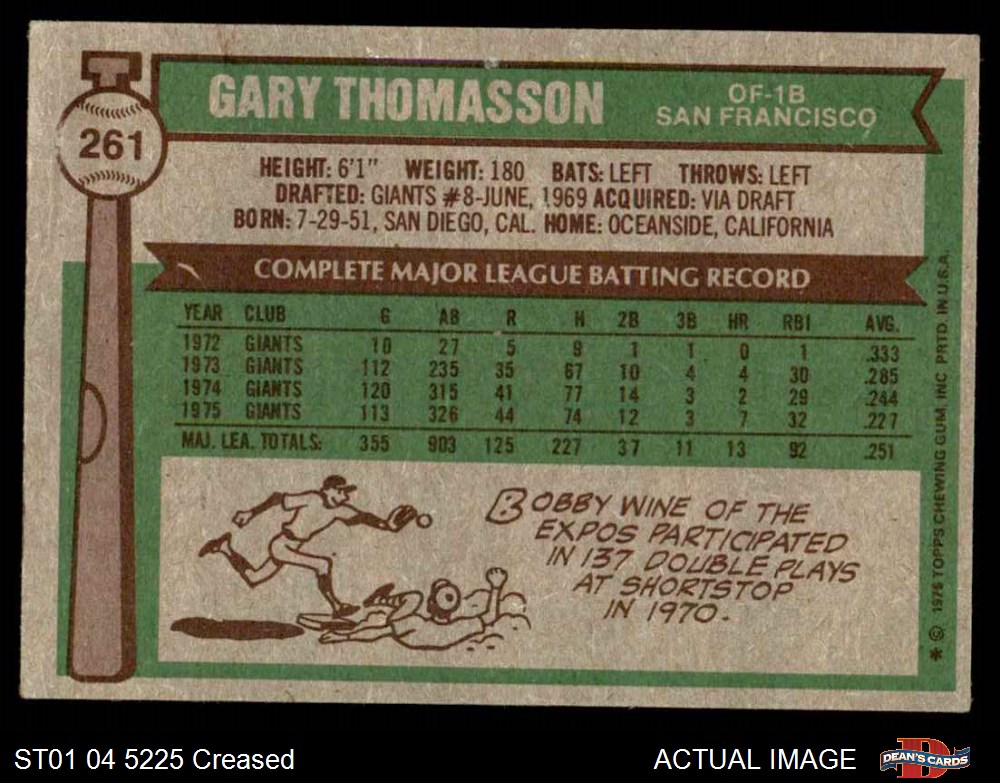 261
GARY THOMASSON
OF-1B
SAN FRANCISCO
HEIGHT: 6'1" WEIGHT: 180 BATS: LEFT THROWS: LEFT
DRAFTED: GIANTS #8-JUNE, 1969 ACQUIRED: VIA DRAFT
BORN: 7-29-51, SAN DIEGO, CAL. HOME: OCEANSIDE, CALIFORNIA
COMPLETE MAJOR LEAGUE BATTING RECORD
YEAR CLUB G AB R H 2B 3B HR RBI AVG.
1972 GIANTS 10 27 5 9 1 1 0 1 .333
1973 GIANTS 112 235 35 67 10 4 4 30 .285
1974 GIANTS 120 315 41 77 14 3 2 29 .244
1975 GIANTS 113 326 44 74 12 3 7 32 .227
MAJ. LEA. TOTALS: 355 903 125 227 37 11 13 92 .251
BOBBY WINE OF THE
EXPOS PARTICIPATED
IN 137 DOUBLE PLAYS
AT SHORTSTOP
IN 1970.
* © 1976 TOPPS CHEWING GUM, INC PRTD. IN U.S.A.
ST01 04 5225 Creased
ACTUAL IMAGE
D
DEAN'S CARDS